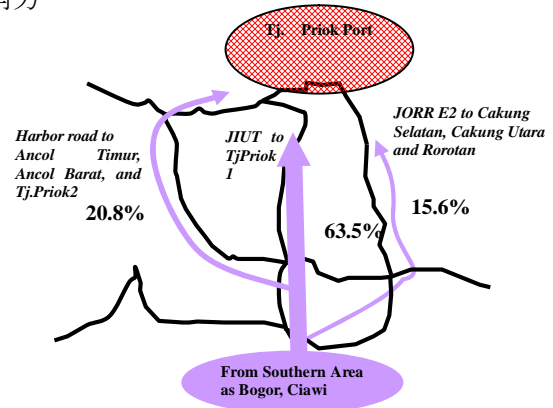 Tj. Priok Port
JORR E2 to Cakung
Selatan, Cakung Utara
and Rorotan
Harbor road to
Ancol Timur,
Ancol Barat, and
Tj.Priok2
JIUT to
TjPriok
1
20.8%
63.5%
15.6%
From Southern Area
as Bogor, Ciawi